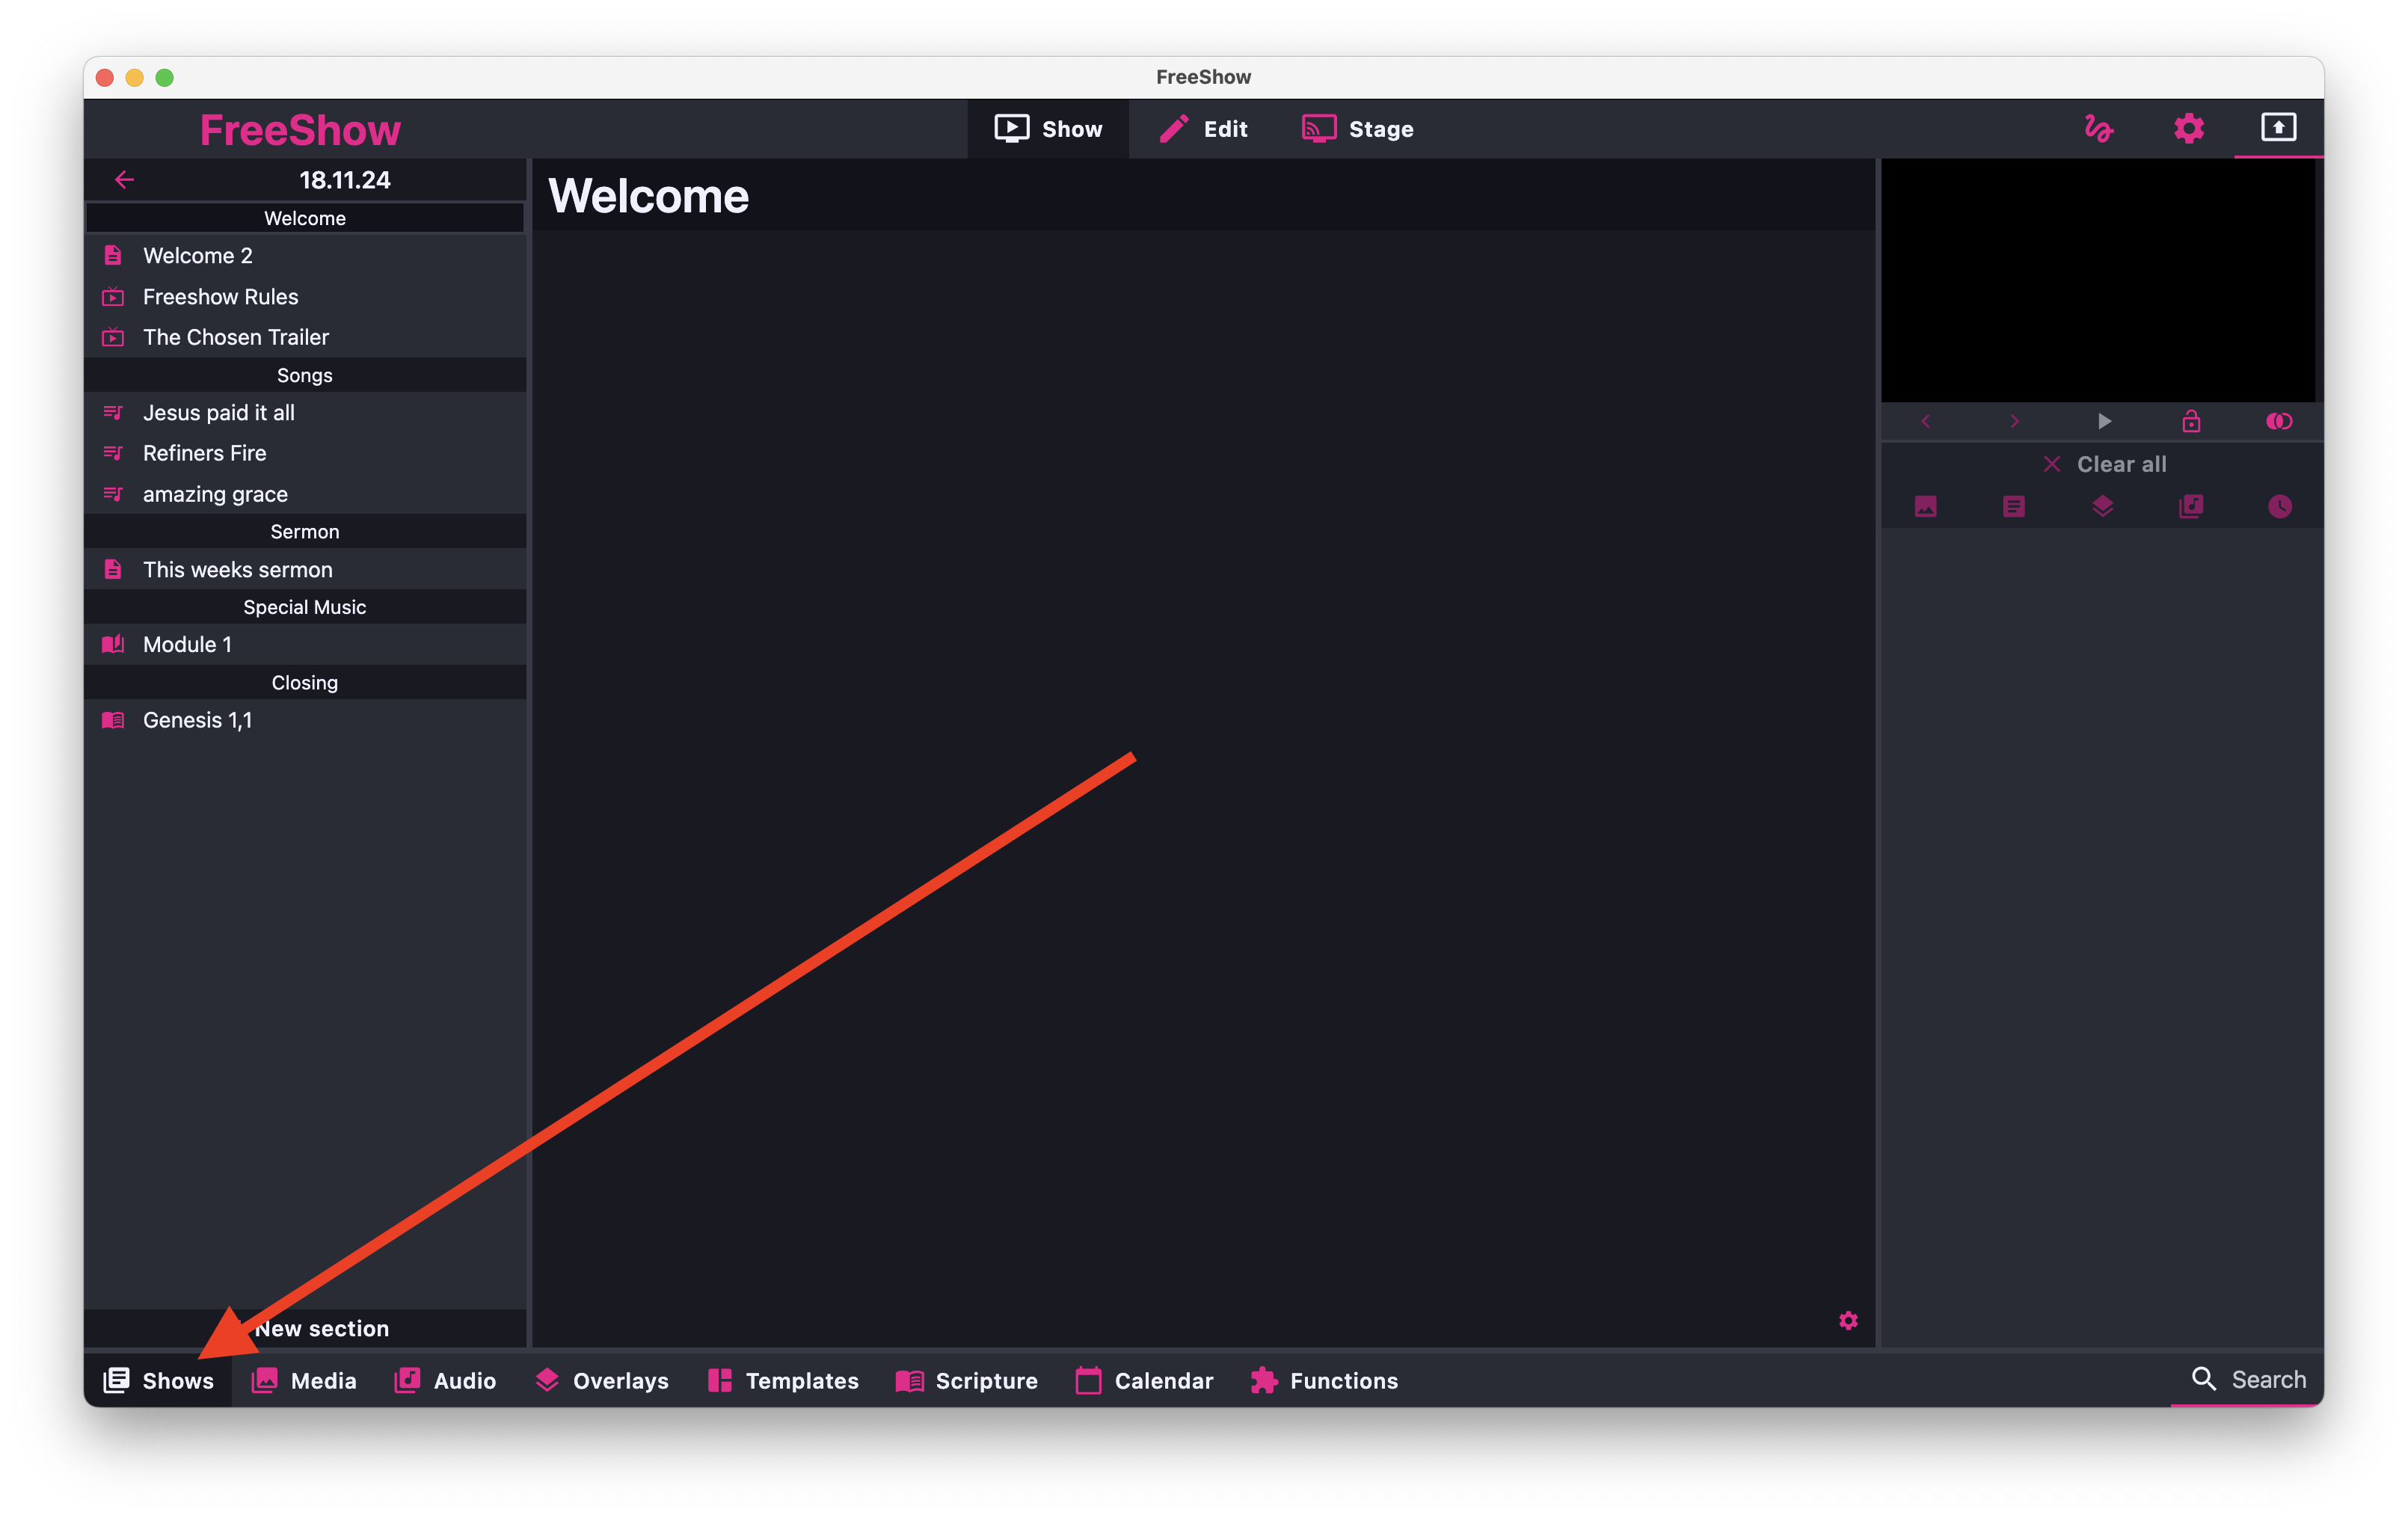 FreeShow
FreeShow
Show
Edit
Stage
18.11.24
Welcome
Welcome 2
Freeshow Rules
The Chosen Trailer
Songs
Jesus paid it all
Refiners Fire
amazing grace
Sermon
This weeks sermon
Special Music
Module 1
Closing
Genesis 1,1
New section
Welcome
Clear all
Shows
Media
Audio
Overlays
Templates
Scripture
Calendar
Functions
Search